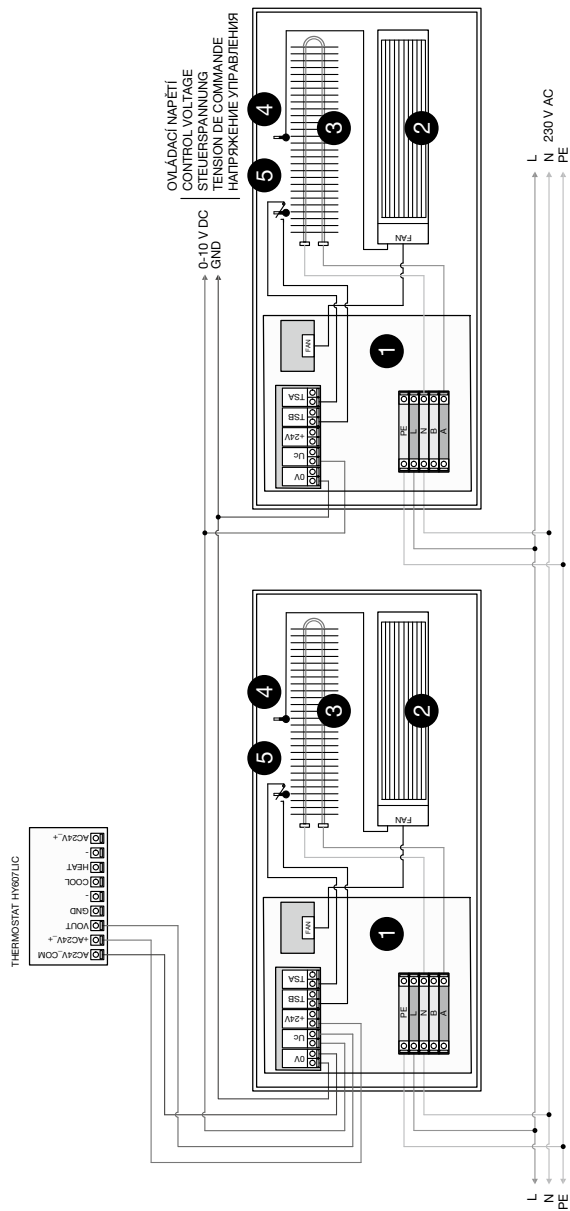 THERMOSTAT HY607LIC
AC24V_COM
+AC24V_+
VOUT
GND
-
COOL
HEAT
-
AC24V_+
OVLÁDACÍ NAPĚTÍ
CONTROL VOLTAGE
STEUERSPANNUNG
TENSION DE COMMANDE
НАПРЯЖЕНИЕ УПРАВЛЕНИЯ
0-10 V DC
GND
0V
Uc
+24V
TSB
TSA
FAN
FAN
PE
L
N
B
A
1
2
3
4
5
0V
Uc
+24V
TSB
TSA
FAN
FAN
PE
L
N
B
A
1
2
3
4
5
L
N
PE
L
N 230 V AC
PE